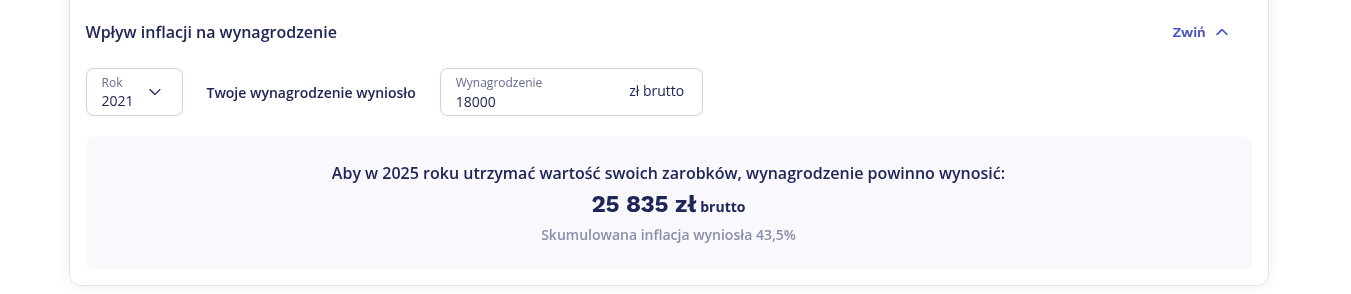 Wpływ inflacji na wynagrodzenie
Zwiń
Rok
2021
Twoje wynagrodzenie wyniosło
Wynagrodzenie
18000
zł brutto
Aby w 2025 roku utrzymać wartość swoich zarobków, wynagrodzenie powinno wynosić:
25 835 zł brutto
Skumulowana inflacja wyniosła 43,5%